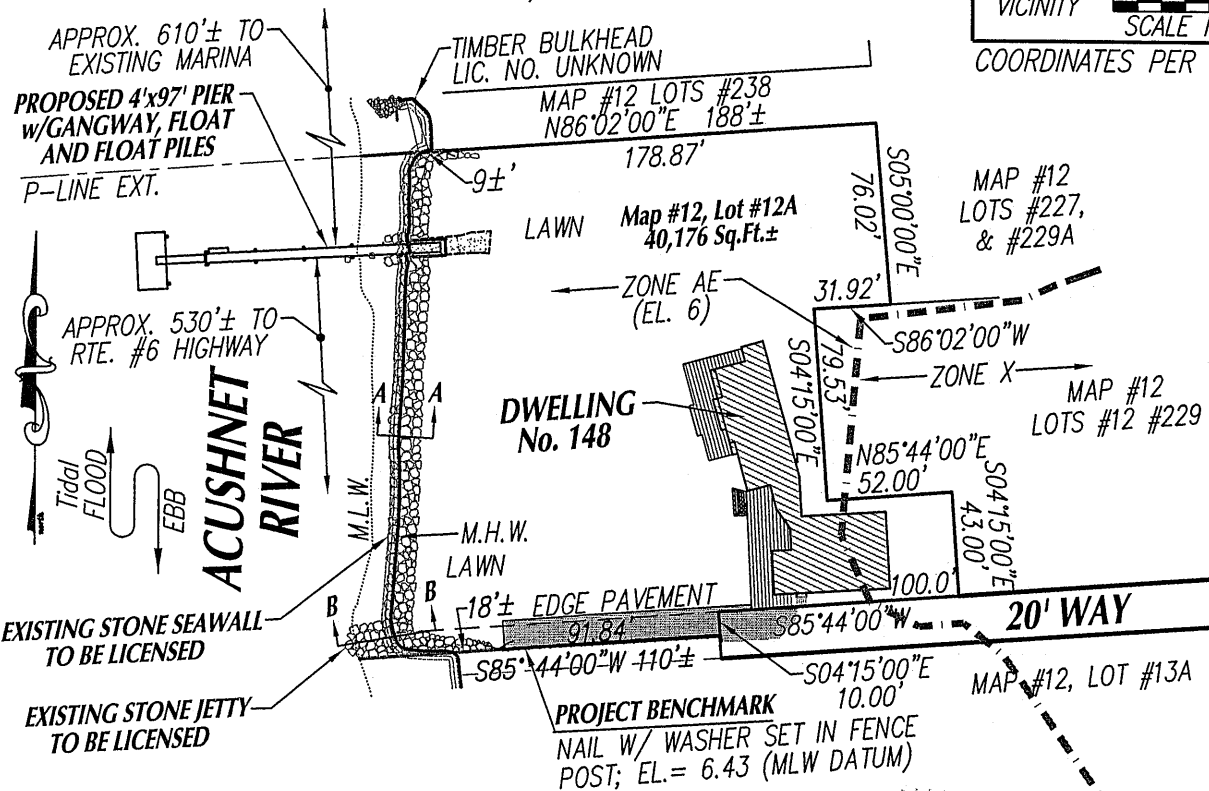 VICINITY
SCALE
COORDINATES PER
APPROX. 610'± TO
EXISTING MARINA
TIMBER BULKHEAD
LIC. NO. UNKNOWN
PROPOSED 4'x97' PIER
w/GANGWAY, FLOAT
AND FLOAT PILES
MAP #12 LOTS #238
N86°02'00"E 188'±
178.87'
P-LINE EXT.
9±'
S05°00'00"E
76.02'
MAP #12
LOTS #227,
& #229A
LAWN
Map #12, Lot #12A
40,176 Sq.Ft.±
ZONE AE
(EL. 6)
31.92'
S86°02'00"W
APPROX. 530'± TO
RTE. #6 HIGHWAY
S04°15'00"E
79.53'
ZONE X
MAP #12
LOTS #12 #229
A A
DWELLING
No. 148
N85°44'00"E
52.00'
S04°15'00"E
43.00'
Tidal
FLOOD
EBB
north
ACUSHNET
RIVER
M.L.W.
M.H.W.
LAWN
100.0'
B B
18'± EDGE PAVEMENT
91.84'
S85°44'00"W
20' WAY
EXISTING STONE SEAWALL
TO BE LICENSED
S85°44'00"W 110'±
S04°15'00"E
10.00'
MAP #12, LOT #13A
EXISTING STONE JETTY
TO BE LICENSED
PROJECT BENCHMARK
NAIL W/ WASHER SET IN FENCE
POST; EL.= 6.43 (MLW DATUM)